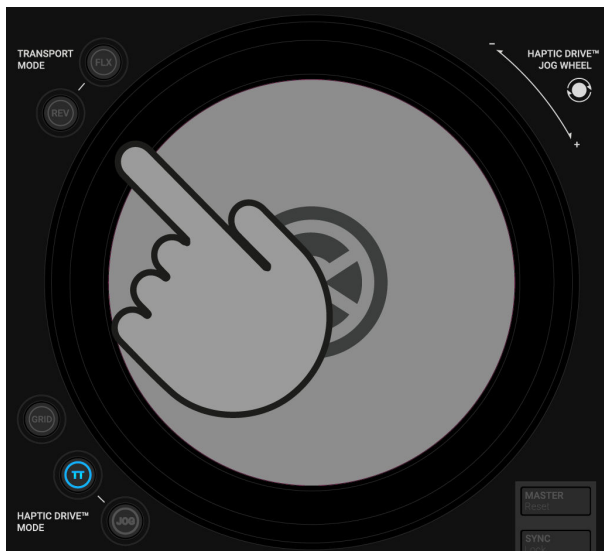 TRANSPORT
MODE
FLX
REV
HAPTIC DRIVE™
JOG WHEEL
−
+
GRID
TT
JOG
HAPTIC DRIVE™
MODE
MASTER
Reset
SYNC